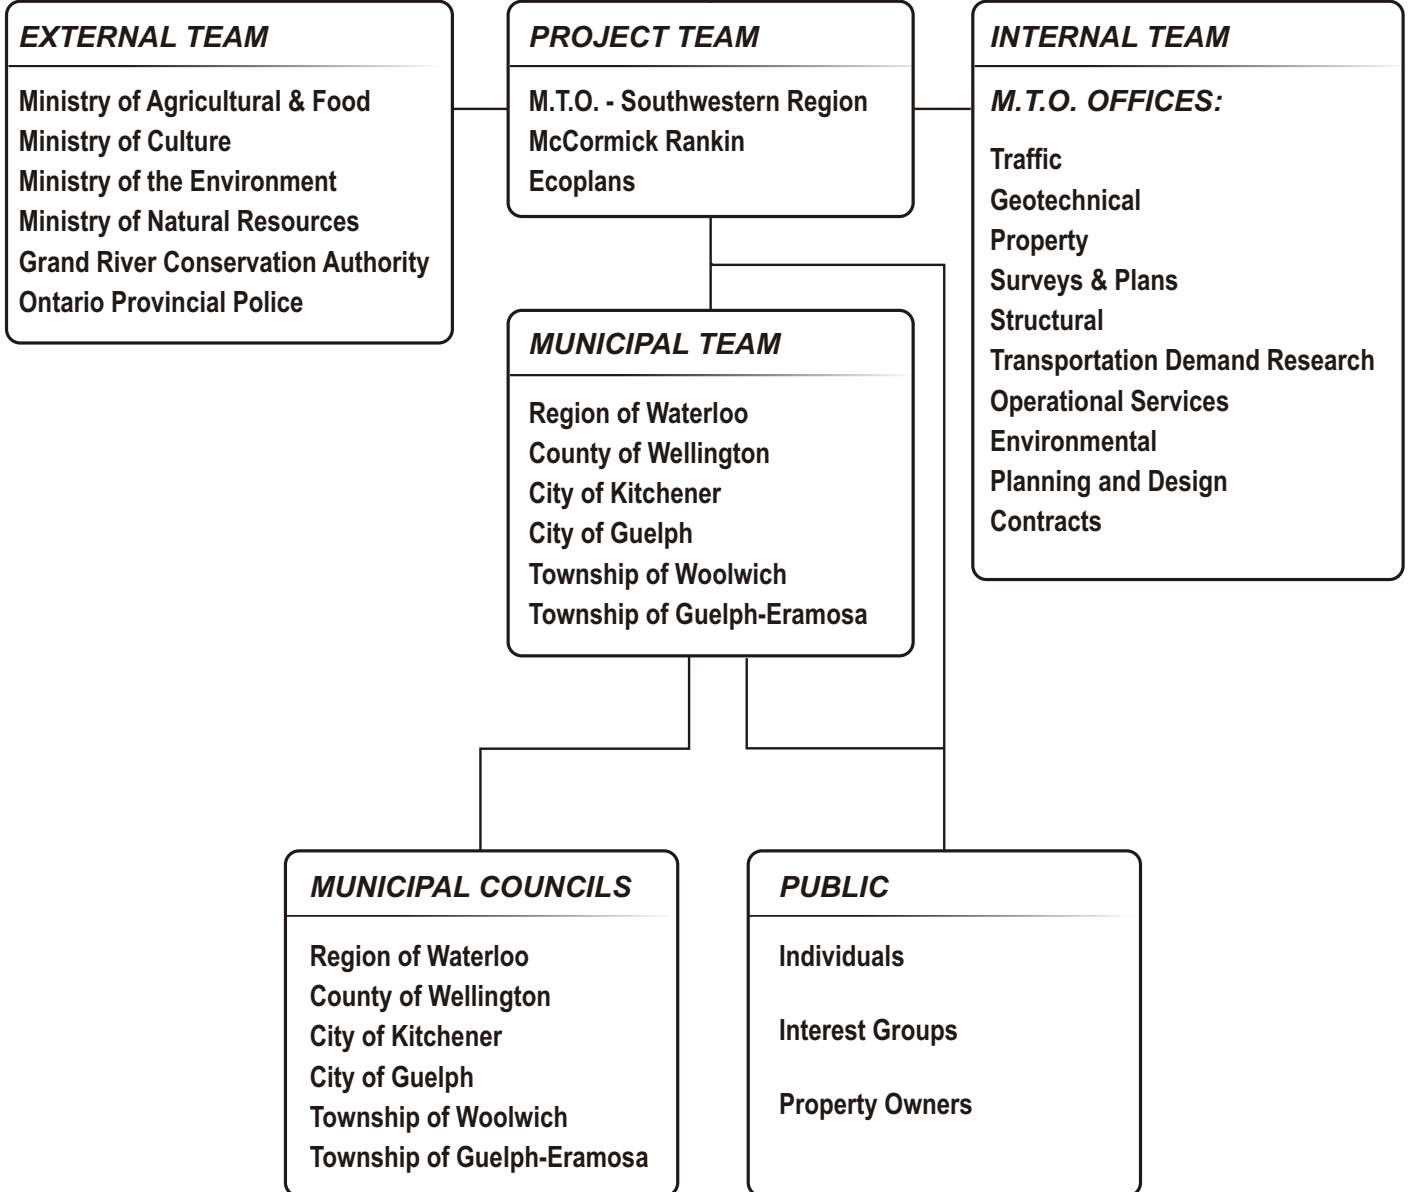 EXTERNAL TEAM
Ministry of Agricultural & Food
Ministry of Culture
Ministry of the Environment
Ministry of Natural Resources
Grand River Conservation Authority
Ontario Provincial Police
PROJECT TEAM
M.T.O. - Southwestern Region
McCormick Rankin
Ecoplans
INTERNAL TEAM
M.T.O. OFFICES:
Traffic
Geotechnical
Property
Surveys & Plans
Structural
Transportation Demand Research
Operational Services
Environmental
Planning and Design
Contracts
MUNICIPAL TEAM
Region of Waterloo
County of Wellington
City of Kitchener
City of Guelph
Township of Woolwich
Township of Guelph-Eramosa
MUNICIPAL COUNCILS
Region of Waterloo
County of Wellington
City of Kitchener
City of Guelph
Township of Woolwich
Township of Guelph-Eramosa
PUBLIC
Individuals
Interest Groups
Property Owners